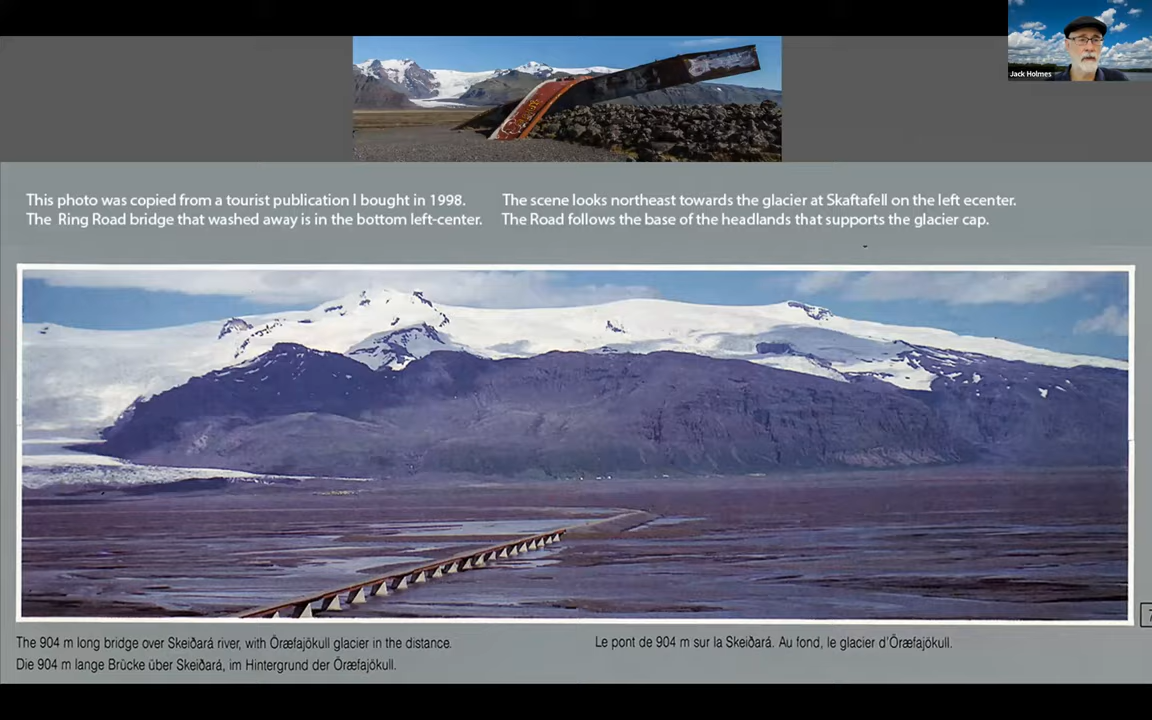 Jack Holmes
This photo was copied from a tourist publication I bought in 1998.
The Ring Road bridge that washed away is in the bottom left-center.
The scene looks northeast towards the glacier at Skaftafell on the left ecenter.
The Road follows the base of the headlands that supports the glacier cap.
7
The 904 m long bridge over Skeiðará river, with Öræfajökull glacier in the distance.
Die 904 m lange Brücke über Skeiðará, im Hintergrund der Öræfajökull.
Le pont de 904 m sur la Skeiðará. Au fond, le glacier d'Öræfajökull.